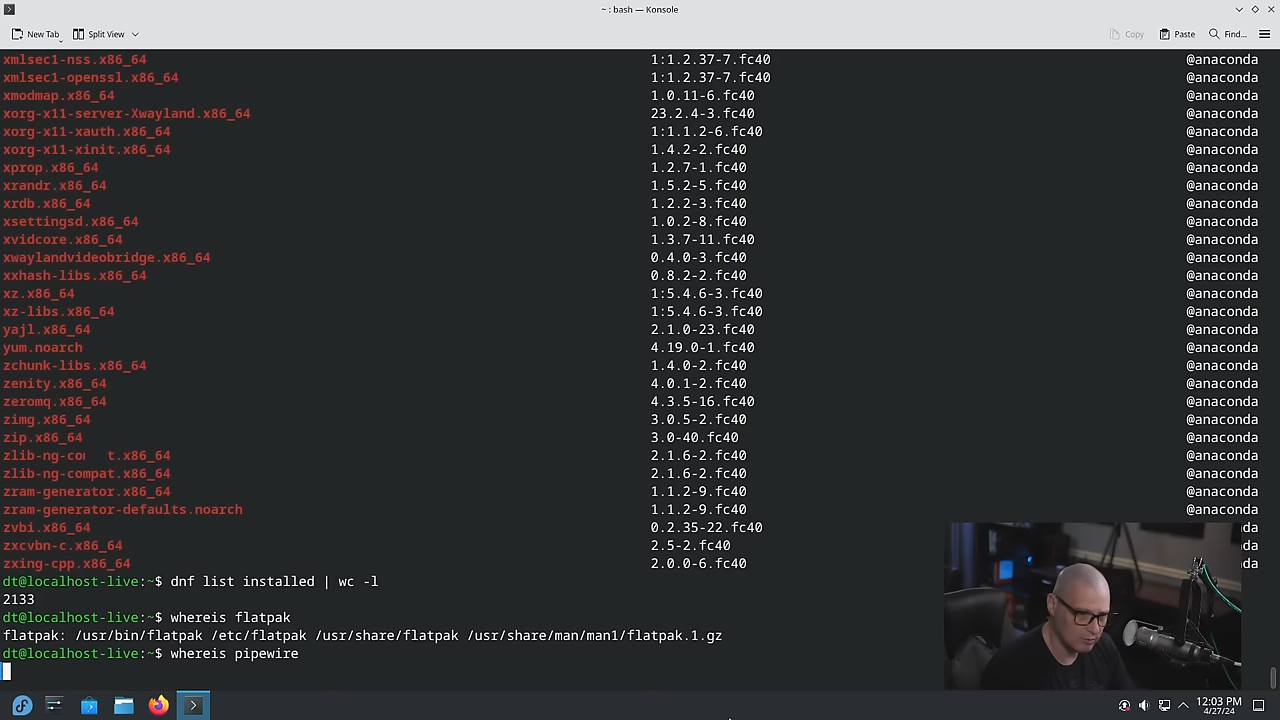 ~ : bash — Konsole
New Tab Split View Copy Paste Find...
xmlsec1-nss.x86_64 1:1.2.37-7.fc40 @anaconda
xmlsec1-openssl.x86_64 1:1.2.37-7.fc40 @anaconda
xmodmap.x86_64 1.0.11-6.fc40 @anaconda
xorg-x11-server-Xwayland.x86_64 23.2.4-3.fc40 @anaconda
xorg-x11-xauth.x86_64 1:1.1.2-6.fc40 @anaconda
xorg-x11-xinit.x86_64 1.4.2-2.fc40 @anaconda
xprop.x86_64 1.2.7-1.fc40 @anaconda
xrandr.x86_64 1.5.2-5.fc40 @anaconda
xrdb.x86_64 1.2.2-3.fc40 @anaconda
xsettingsd.x86_64 1.0.2-8.fc40 @anaconda
xvidcore.x86_64 1.3.7-11.fc40 @anaconda
xwaylandvideobridge.x86_64 0.4.0-3.fc40 @anaconda
xxhash-libs.x86_64 0.8.2-2.fc40 @anaconda
xz.x86_64 1:5.4.6-3.fc40 @anaconda
xz-libs.x86_64 1:5.4.6-3.fc40 @anaconda
yajl.x86_64 2.1.0-23.fc40 @anaconda
yum.noarch 4.19.0-1.fc40 @anaconda
zchunk-libs.x86_64 1.4.0-2.fc40 @anaconda
zenity.x86_64 4.0.1-2.fc40 @anaconda
zeromq.x86_64 4.3.5-16.fc40 @anaconda
zimg.x86_64 3.0.5-2.fc40 @anaconda
zip.x86_64 3.0-40.fc40 @anaconda
zlib-ng-co t.x86_64 2.1.6-2.fc40 @anaconda
zlib-ng-compat.x86_64 2.1.6-2.fc40 @anaconda
zram-generator.x86_64 1.1.2-9.fc40 @anaconda
zram-generator-defaults.noarch 1.1.2-9.fc40 @anaconda
zvbi.x86_64 0.2.35-22.fc40 da
zxcvbn-c.x86_64 2.5-2.fc40 da
zxing-cpp.x86_64 2.0.0-6.fc40 da
dt@localhost-live:~$ dnf list installed | wc -l
2133
dt@localhost-live:~$ whereis flatpak
flatpak: /usr/bin/flatpak /etc/flatpak /usr/share/flatpak /usr/share/man/man1/flatpak.1.gz
dt@localhost-live:~$ whereis pipewire
12:03 PM
4/27/24